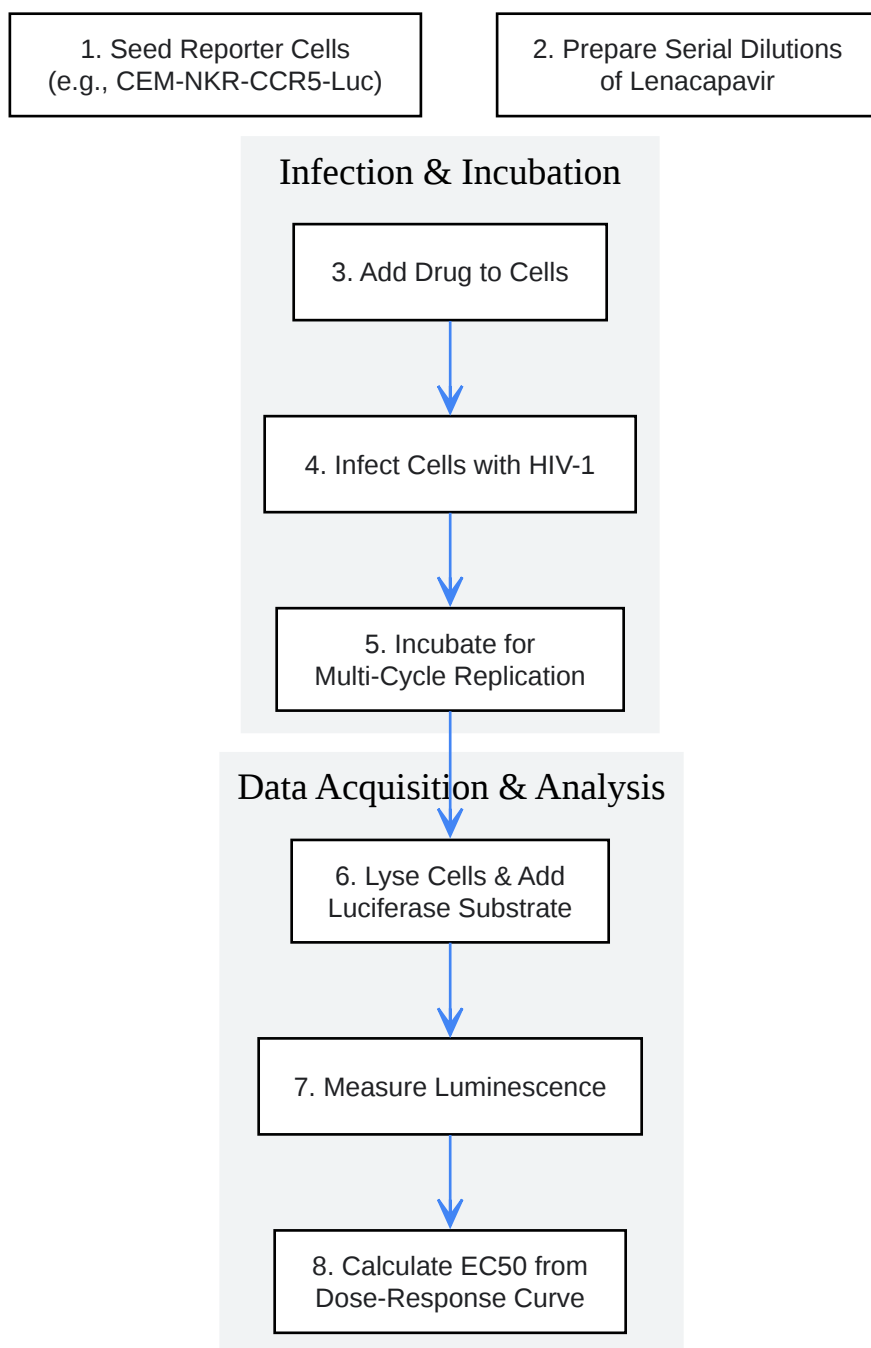 1. Seed Reporter Cells
(e.g., CEM-NKR-CCR5-Luc)
2. Prepare Serial Dilutions
of Lenacapavir
Infection & Incubation
3. Add Drug to Cells
4. Infect Cells with HIV-1
5. Incubate for
Multi-Cycle Replication
Data Acquisition & Analysis
6. Lyse Cells & Add
Luciferase Substrate
7. Measure Luminescence
8. Calculate EC50 from
Dose-Response Curve